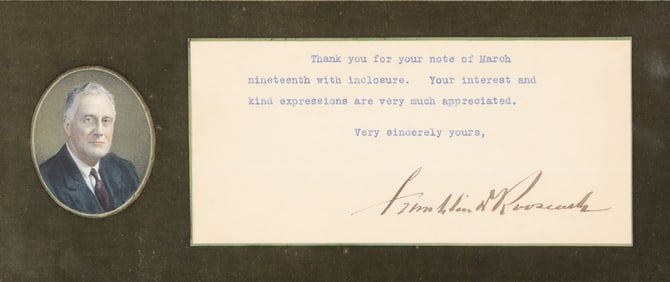 Thank you for your note of March
nineteenth with inclosure. Your interest and
kind expressions are very much appreciated.
Very sincerely yours,
Franklin D Roosevelt